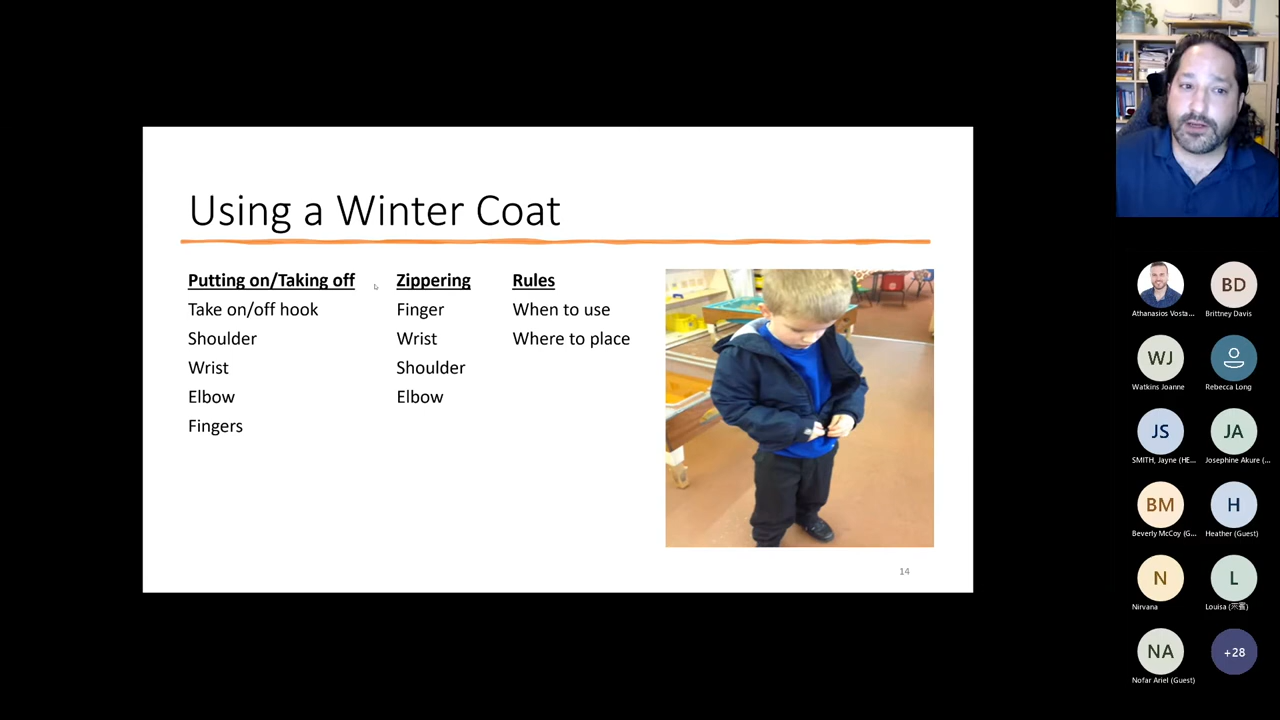 Using a Winter Coat
Putting on/Taking off
Take on/off hook
Shoulder
Wrist
Elbow
Fingers
Zippering
Finger
Wrist
Shoulder
Elbow
Rules
When to use
Where to place
14
Athanasios Vosta...
BD
Brittney Davis
WJ
Watkins Joanne
Rebecca Long
JS
SMITH, Jayne (HE...
JA
Josephine Akure (...
BM
Beverly McCoy (G...
H
Heather (Guest)
N
Nirvana
L
Louisa (來賓)
NA
Nofar Ariel (Guest)
+28